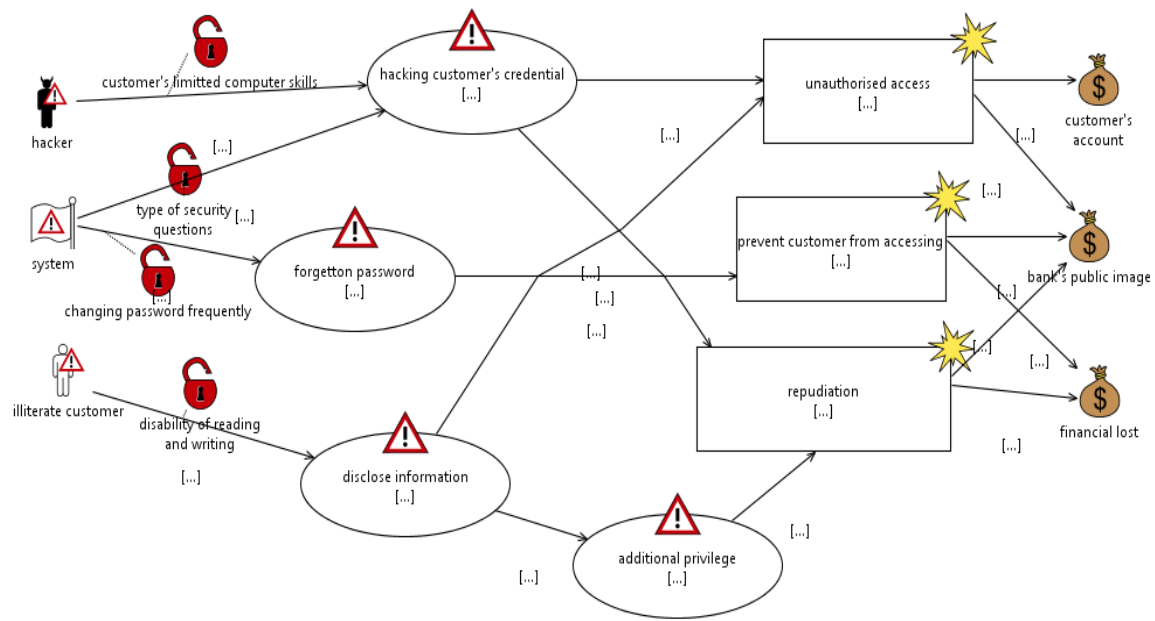 customer's limitted computer skills
hacker
hacking customer's credential
[...]
unauthorised access
[...]
customer's
account
[...]
[...]
[...]
type of security
questions
[...]
[...]
system
forgetton password
[...]
prevent customer from accessing
[...]
bank's public image
changing password frequently
[...]
[...]
[...]
[...]
[...]
[...]
[...]
illiterate customer
disability of reading
and writing
[...]
repudiation
[...]
financial lost
[...]
disclose information
[...]
[...]
additional privilege
[...]
[...]